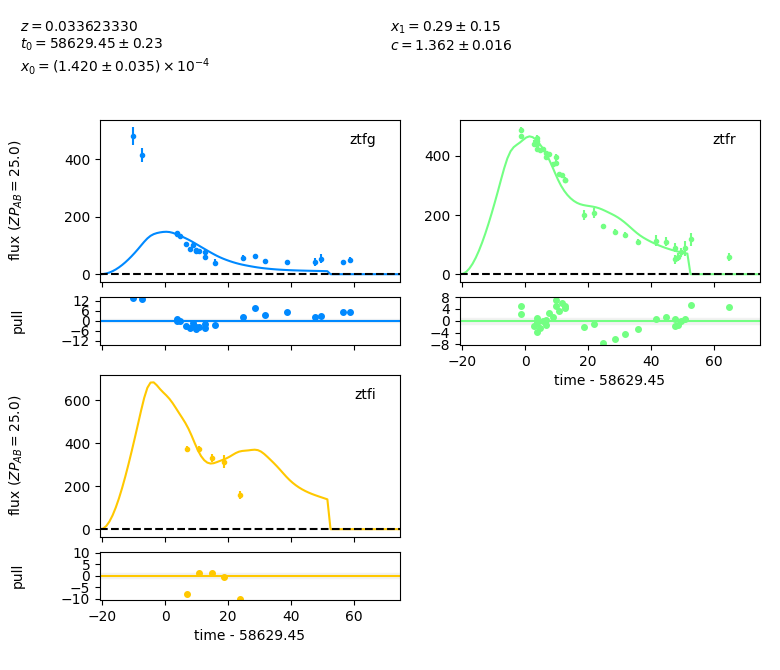 z = 0.033623330
t₀ = 58629.45 ± 0.23
x₀ = (1.420 ± 0.035) × 10⁻⁴
x₁ = 0.29 ± 0.15
c = 1.362 ± 0.016
flux (ZP_AB = 25.0)
400
200
0
ztfg
400
200
0
ztfr
pull
12
6
0
−6
−12
8
4
0
−4
−8
−20
0
20
40
60
time - 58629.45
flux (ZP_AB = 25.0)
600
400
200
0
ztfi
pull
10
5
0
−5
−10
−20
0
20
40
60
time - 58629.45